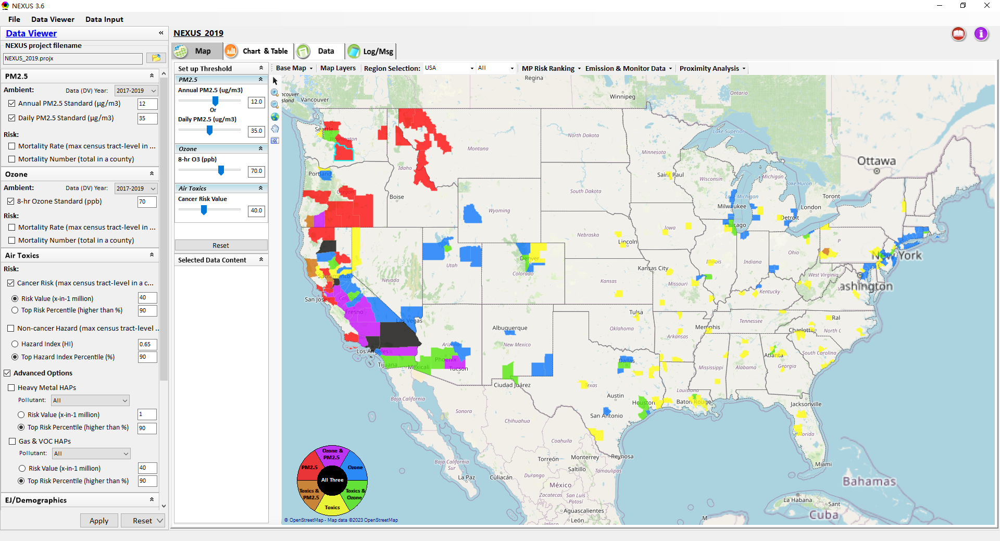 NEXUS 3.6
File Data Viewer Data Input
Data Viewer «
NEXUS project filename
NEXUS_2019.projx
PM2.5
Ambient: Data (DV) Year: 2017-2019
Annual PM2.5 Standard (µg/m3) 12
Daily PM2.5 Standard (µg/m3) 35
Risk:
Mortality Rate (max census tract-level in ...
Mortality Number (total in a county)
Ozone
Ambient: Data (DV) Year: 2017-2019
8-hr Ozone Standard (ppb) 70
Risk:
Mortality Rate (max census tract-level in ...
Mortality Number (total in a county)
Air Toxics
Risk:
Cancer Risk (max census tract-level in a c...
Risk Value (x-in-1 million) 40
Top Risk Percentile (higher than %) 90
Non-cancer Hazard (max census tract-level ..
Hazard Index (HI) 0.65
Top Hazard Index Percentile (%) 90
Advanced Options
Heavy Metal HAPs
Pollutant: All
Risk Value (x-in-1 million) 1
Top Risk Percentile (higher than %) 90
Gas & VOC HAPs
Pollutant: All
Risk Value (x-in-1 million) 40
Top Risk Percentile (higher than %) 90
EJ/Demographics
Apply Reset
NEXUS_2019
Map Chart & Table Data Log/Msg
Set up Threshold
PM2.5
Annual PM2.5 (ug/m3)
12.0
Or
Daily PM2.5 (ug/m3)
35.0
Ozone
8-hr O3 (ppb)
70.0
Air Toxics
Cancer Risk Value
40.0
Reset
Selected Data Content
Base Map Map Layers Region Selection: USA All MP Risk Ranking Emission & Monitor Data Proximity Analysis
Regina
Ontario
Winnipeg
ncouver
sland
Vancouver
Seattle
Washington
Lake Superior
North Dakota
Montana
Minnesota
Ottawa
Portland
Idaho
Saint Paul
Wisconsin
Michigan
Lake Huron
Oregon
South Dakota
Boise
Lake Michigan
Toront
Wyoming
Milwaukee
London
Detroit
Chicago
Iowa
Nebraska
Lincoln
P
Ohio
New York
Denver
Utah
Colorado
Illinois
Indiana
Kansas City
Sacramento
Nevada
Kansas
Missouri
West Virginia
ashington
Kentucky
San Jose
California
Fresno
Las Vegas
Tulsa
Ral
Albuquerque
Oklahoma
Memphis
Tennessee
Charlotte
North C
Arkansas
Arizona
New Mexico
Los Angeles
Phoenix
Dallas
Atlanta
South Carolina
Tijuana
Mexicali
Tucson
Mississippi
Alabama
Georgia
Ciudad Juárez
Texas
Louisiana
Austin
Baja California
Houston
Baton Rouge
Jacksonville
Sonora
San Antonio
Chihuahua
Florida
Coahuila
Torreón
Monterrey
Reynosa
Baja California
Sur
Saltillo
Miami
La Paz
Culiacán
Durango
Tamaulipas
México
Bahamas
Zacatecas
San Luis
Potosí
La Habana
Sant
Aguascalientes
Cuba
León
Jalisco
M
Ozone &
PM2.5
PM2.5
Ozone
All Three
Toxics &
PM2.5
Toxics &
Ozone
Toxics
© OpenStreetMap - Map data ©2023 OpenStreetMap